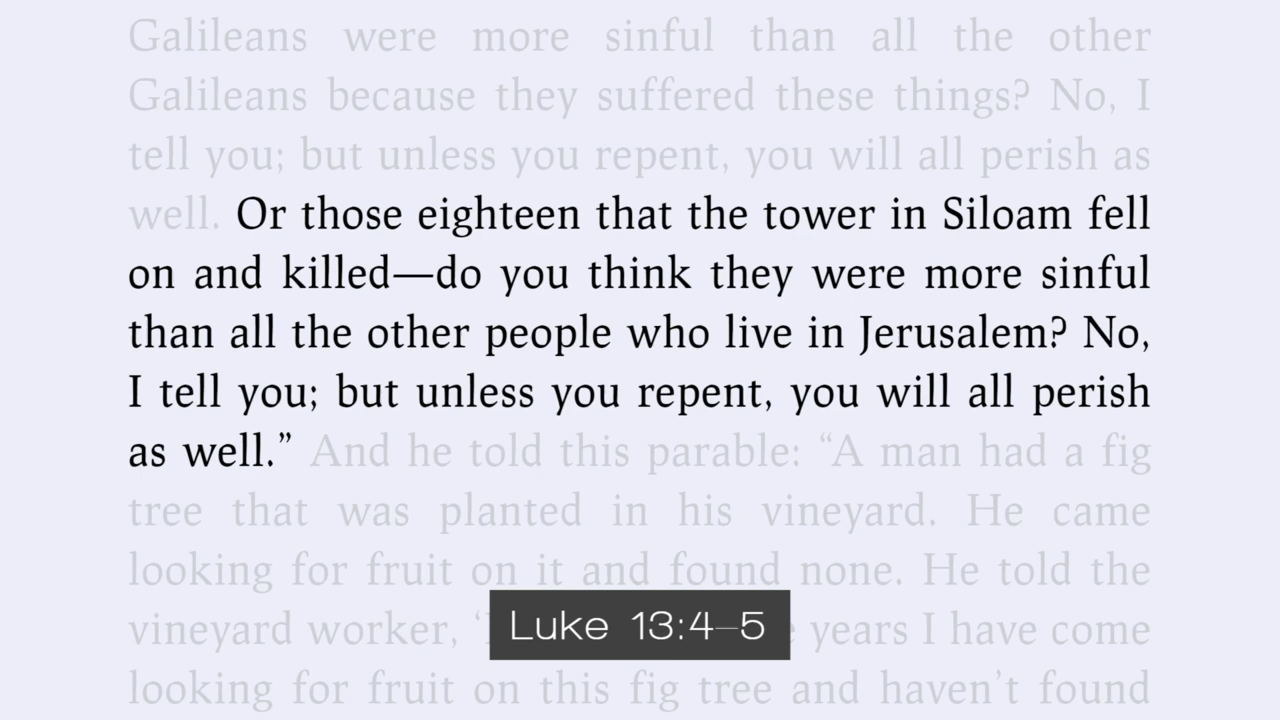 Galileans were more sinful than all the other
Galileans because they suffered these things? No, I
tell you; but unless you repent, you will all perish as
well. Or those eighteen that the tower in Siloam fell
on and killed—do you think they were more sinful
than all the other people who live in Jerusalem? No,
I tell you; but unless you repent, you will all perish
as well.” And he told this parable: “A man had a fig
tree that was planted in his vineyard. He came
looking for fruit on it and found none. He told the
vineyard worker, years I have come
Luke 13:4–5
looking for fruit on this fig tree and haven’t found